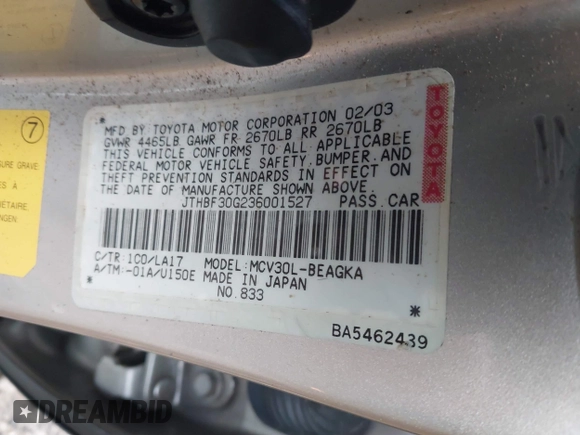 7
SURE GRAVE
MFD BY TOYOTA MOTOR CORPORATION 02/03
GVWR 4465LB GAWR FR 2670LB RR 2670LB
THIS VEHICLE CONFORMS TO ALL APPLICABLE
FEDERAL MOTOR VEHICLE SAFETY, BUMPER, AND
THEFT PREVENTION STANDARDS IN EFFECT ON
THE DATE OF MANUFACTURE SHOWN ABOVE.
JTHBF30G236001527 PASS. CAR
TOYOTA
C/TR:1C0/LA17 MODEL:MCV30L-BEAGKA
A/TM:-01A/U150E MADE IN JAPAN
NO.833
*
BA5462439
DREAMBID